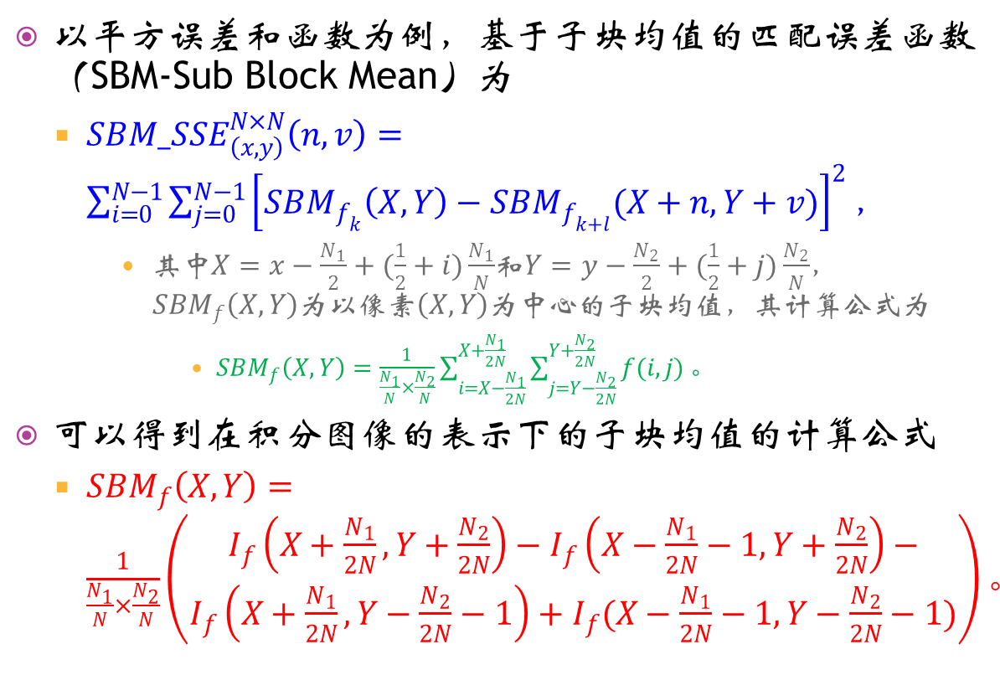 以平方误差和函数为例，基于子块均值的匹配误差函数
（SBM-Sub Block Mean）为
$SBM\_SSE_{(x,y)}^{N\times N}(n,v)=$
$\sum_{i=0}^{N-1}\sum_{j=0}^{N-1}\left[SBM_{f_k}(X,Y)-SBM_{f_{k+l}}(X+n,Y+v)\right]^2$，
其中$X=x-\frac{N_1}{2}+(\frac{1}{2}+i)\frac{N_1}{N}$和$Y=y-\frac{N_2}{2}+(\frac{1}{2}+j)\frac{N_2}{N}$，
$SBM_f(X,Y)$为以像素$(X,Y)$为中心的子块均值，其计算公式为
$SBM_f(X,Y)=\frac{1}{\frac{N_1}{N}\times\frac{N_2}{N}}\sum_{i=X-\frac{N_1}{2N}}^{X+\frac{N_1}{2N}}\sum_{j=Y-\frac{N_2}{2N}}^{Y+\frac{N_2}{2N}}f(i,j)$。
可以得到在积分图像的表示下的子块均值的计算公式
$SBM_f(X,Y)=$
$\frac{1}{\frac{N_1}{N}\times\frac{N_2}{N}}\begin{pmatrix}I_f\left(X+\frac{N_1}{2N},Y+\frac{N_2}{2N}\right)-I_f\left(X-\frac{N_1}{2N}-1,Y+\frac{N_2}{2N}\right)-\\I_f\left(X+\frac{N_1}{2N},Y-\frac{N_2}{2N}-1\right)+I_f(X-\frac{N_1}{2N}-1,Y-\frac{N_2}{2N}-1)\end{pmatrix}$。